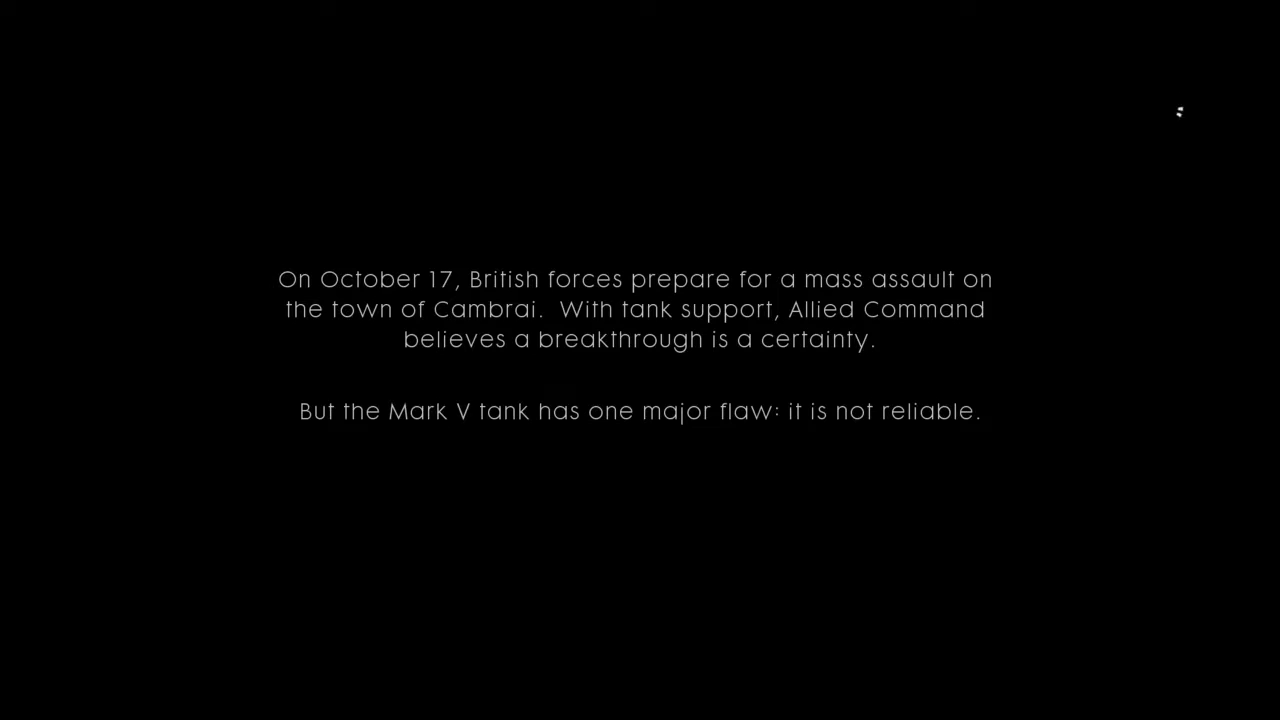 On October 17, British forces prepare for a mass assault on
the town of Cambrai.  With tank support, Allied Command
believes a breakthrough is a certainty.
But the Mark V tank has one major flaw: it is not reliable.